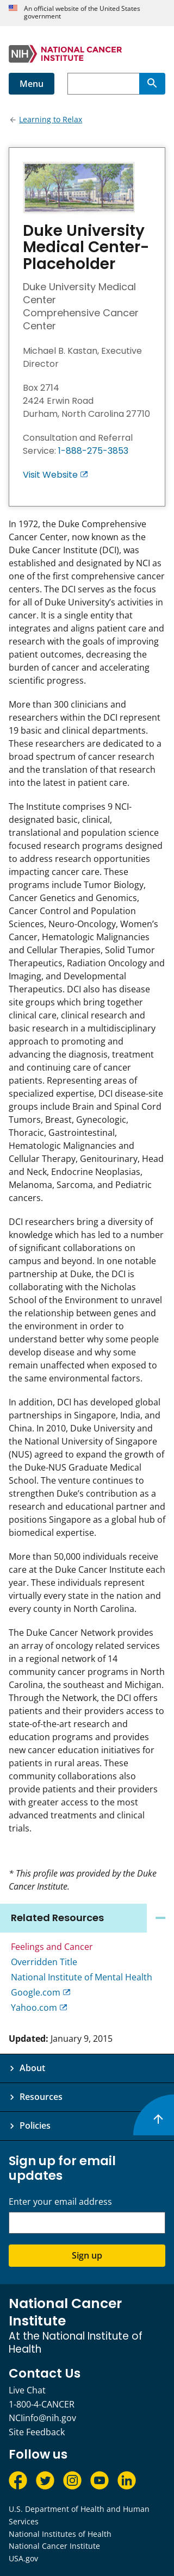 An official website of the United States
government
NIH NATIONAL CANCER
INSTITUTE
Menu
Learning to Relax
Duke University
Medical Center-
Placeholder
Duke University Medical
Center
Comprehensive Cancer
Center
Michael B. Kastan, Executive
Director
Box 2714
2424 Erwin Road
Durham, North Carolina 27710
Consultation and Referral
Service: 1-888-275-3853
Visit Website
In 1972, the Duke Comprehensive
Cancer Center, now known as the
Duke Cancer Institute (DCI), was
established and designated by NCI as
one of the first comprehensive cancer
centers. The DCI serves as the focus
for all of Duke University’s activities in
cancer. It is a single entity that
integrates and aligns patient care and
research with the goals of improving
patient outcomes, decreasing the
burden of cancer and accelerating
scientific progress.
More than 300 clinicians and
researchers within the DCI represent
19 basic and clinical departments.
These researchers are dedicated to a
broad spectrum of cancer research
and the translation of that research
into the latest in patient care.
The Institute comprises 9 NCI-
designated basic, clinical,
translational and population science
focused research programs designed
to address research opportunities
impacting cancer care. These
programs include Tumor Biology,
Cancer Genetics and Genomics,
Cancer Control and Population
Sciences, Neuro-Oncology, Women’s
Cancer, Hematologic Malignancies
and Cellular Therapies, Solid Tumor
Therapeutics, Radiation Oncology and
Imaging, and Developmental
Therapeutics. DCI also has disease
site groups which bring together
clinical care, clinical research and
basic research in a multidisciplinary
approach to promoting and
advancing the diagnosis, treatment
and continuing care of cancer
patients. Representing areas of
specialized expertise, DCI disease-site
groups include Brain and Spinal Cord
Tumors, Breast, Gynecologic,
Thoracic, Gastrointestinal,
Hematologic Malignancies and
Cellular Therapy, Genitourinary, Head
and Neck, Endocrine Neoplasias,
Melanoma, Sarcoma, and Pediatric
cancers.
DCI researchers bring a diversity of
knowledge which has led to a number
of significant collaborations on
campus and beyond. In one notable
partnership at Duke, the DCI is
collaborating with the Nicholas
School of the Environment to unravel
the relationship between genes and
the environment in order to
understand better why some people
develop disease and why some
remain unaffected when exposed to
the same environmental factors.
In addition, DCI has developed global
partnerships in Singapore, India, and
China. In 2010, Duke University and
the National University of Singapore
(NUS) agreed to expand the growth of
the Duke-NUS Graduate Medical
School. The venture continues to
strengthen Duke’s contribution as a
research and educational partner and
positions Singapore as a global hub of
biomedical expertise.
More than 50,000 individuals receive
care at the Duke Cancer Institute each
year. These individuals represent
virtually every state in the nation and
every county in North Carolina.
The Duke Cancer Network provides
an array of oncology related services
in a regional network of 14
community cancer programs in North
Carolina, the southeast and Michigan.
Through the Network, the DCI offers
patients and their providers access to
state-of-the-art research and
education programs and provides
new cancer education initiatives for
patients in rural areas. These
community collaborations also
provide patients and their providers
with greater access to the most
advanced treatments and clinical
trials.
* This profile was provided by the Duke
Cancer Institute.
Related Resources
Feelings and Cancer
Overridden Title
National Institute of Mental Health
Google.com
Yahoo.com
Updated: January 9, 2015
About
Resources
Policies
Sign up for email
updates
Enter your email address
Sign up
National Cancer
Institute
At the National Institute of
Health
Contact Us
Live Chat
1-800-4-CANCER
NCIinfo@nih.gov
Site Feedback
Follow us
U.S. Department of Health and Human
Services
National Institutes of Health
National Cancer Institute
USA.gov